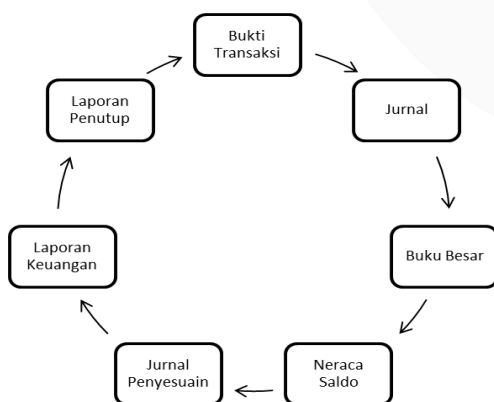 Bukti
Transaksi
Jurnal
Buku Besar
Neraca
Saldo
Jurnal
Penyesuain
Laporan
Keuangan
Laporan
Penutup